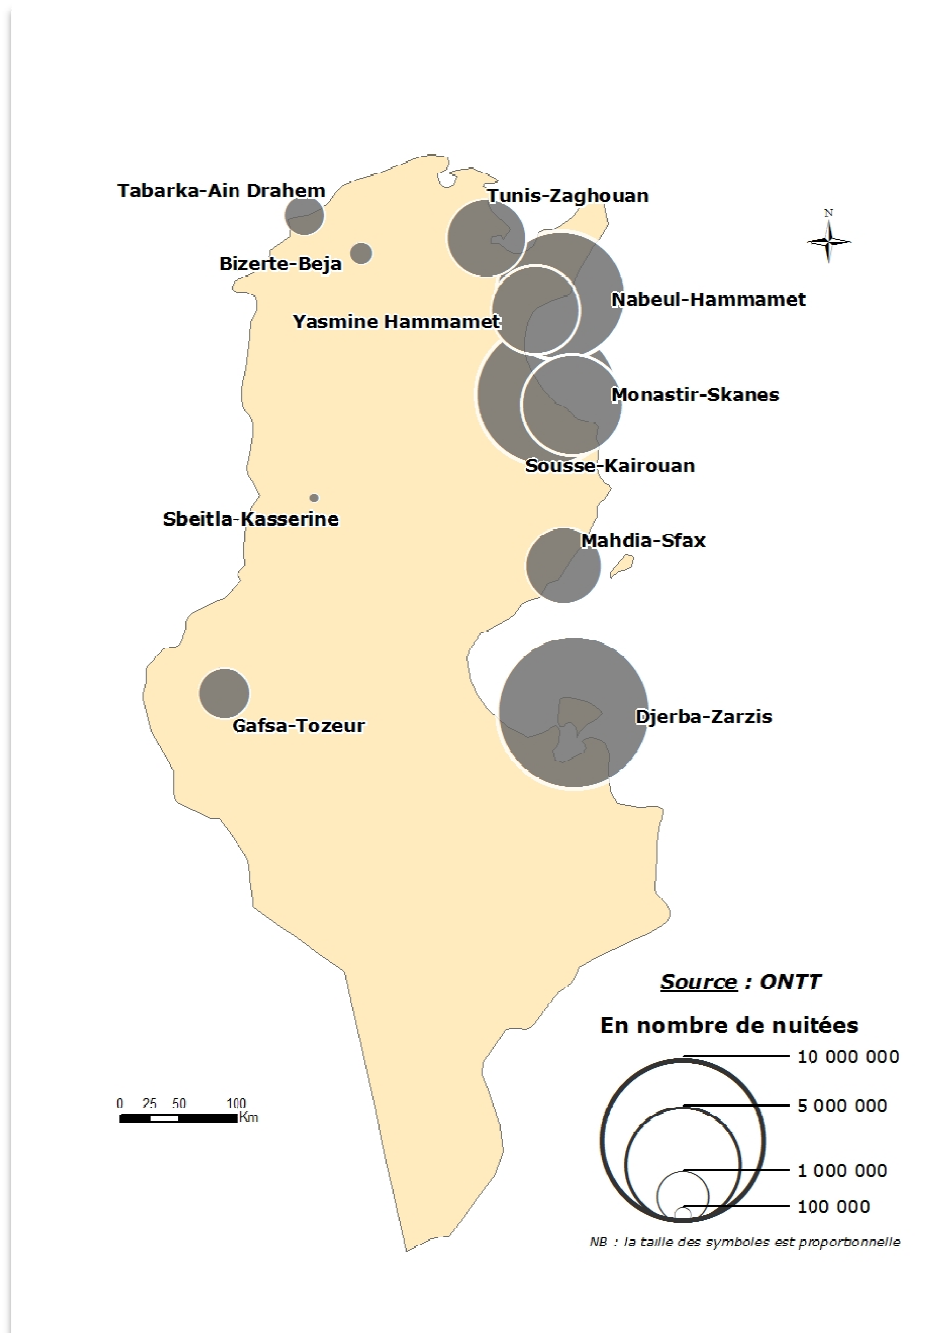 Tabarka-Ain Drahem
Tunis-Zaghouan
N
Bizerte-Beja
Nabeul-Hammamet
Yasmine Hammamet
Monastir-Skanes
Sousse-Kairouan
Sbeitla-Kasserine
Mahdia-Sfax
Gafsa-Tozeur
Djerba-Zarzis
Source : ONTT
En nombre de nuitées
10 000 000
5 000 000
1 000 000
100 000
0 25 50 100
Km
NB : la taille des symboles est proportionnelle